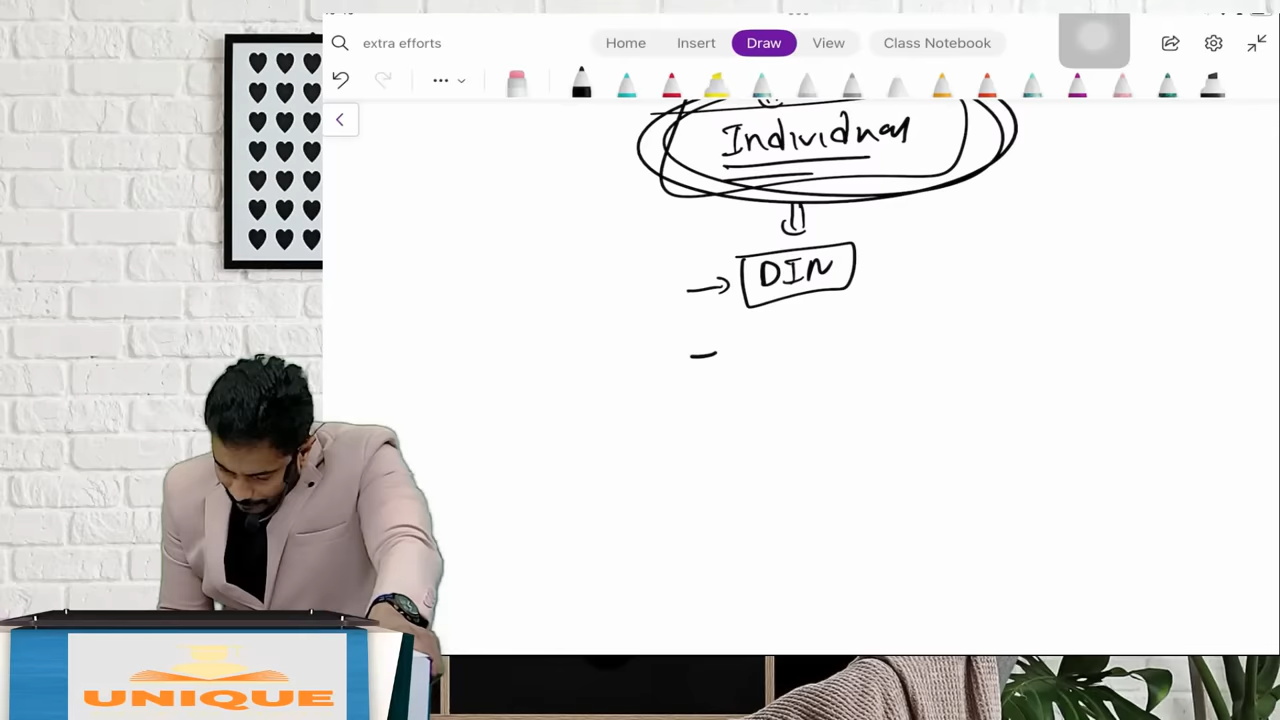 extra efforts
Home Insert Draw View Class Notebook
Individual
DIN
UNIQUE